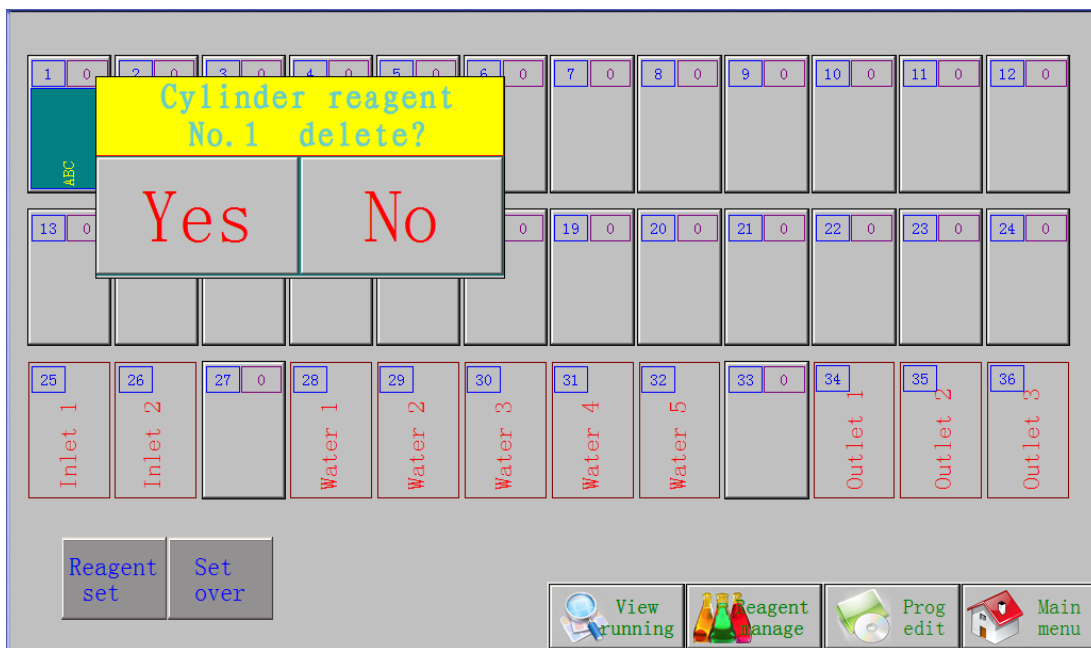 1 0 2 0 3 0 4 0 5 0 6 0 7 0 8 0 9 0 10 0 11 0 12 0
Cylinder reagent
No.1 delete?
ABC
Yes No
13 0 0 19 0 20 0 21 0 22 0 23 0 24 0
25 26 27 0 28 29 30 31 32 33 0 34 35 36
Inlet 1
Inlet 2
Water 1
Water 2
Water 3
Water 4
Water 5
Outlet 1
Outlet 2
Outlet 3
Reagent
set
Set
over
View
running
Reagent
manage
Prog
edit
Main
menu